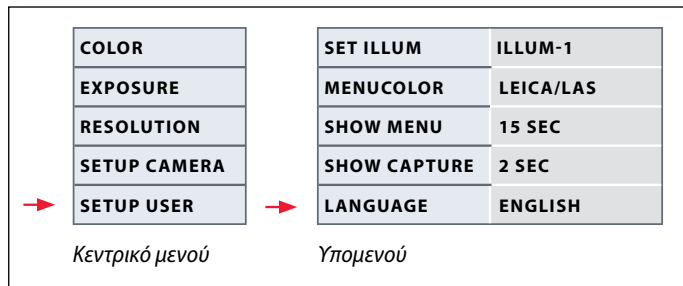 COLOR
EXPOSURE
RESOLUTION
SETUP CAMERA
SETUP USER
Κεντρικό μενού
SET ILLUM ILLUM-1
MENUCOLOR LEICA/LAS
SHOW MENU 15 SEC
SHOW CAPTURE 2 SEC
LANGUAGE ENGLISH
Υπομενού